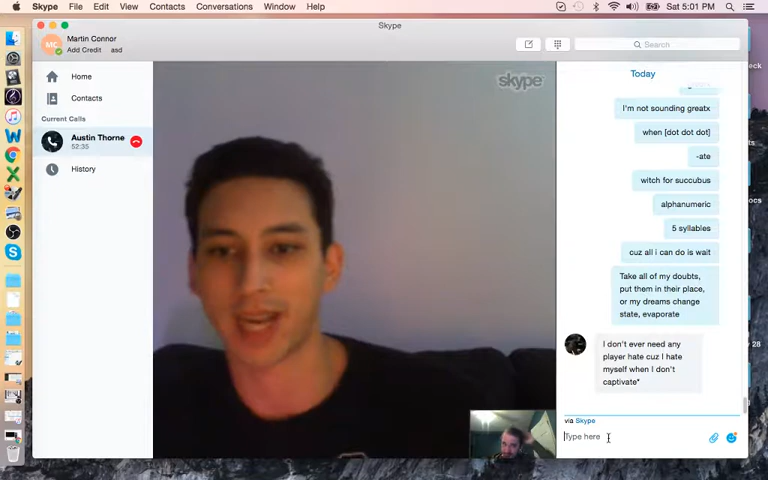 Skype File Edit View Contacts Conversations Window Help Sat 5:01 PM
Skype
Martin Connor
Add Credit asd
MC
Search
Home
Contacts
Current Calls
Austin Thorne
52:35
History
skype
Today
I'm not sounding greatx
when [dot dot dot]
-ate
witch for succubus
alphanumeric
5 syllables
cuz all i can do is wait
Take all of my doubts,
put them in their place,
or my dreams change
state, evaporate
I don't ever need any
player hate cuz I hate
myself when I don't
captivate*
via Skype
Type here